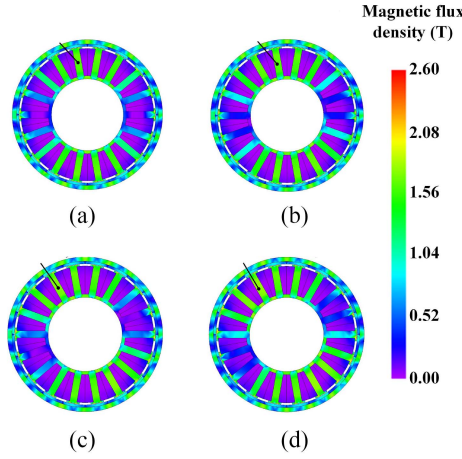 Magnetic flux
density (T)
2.60
2.08
1.56
1.04
0.52
0.00
(a)
(b)
(c)
(d)